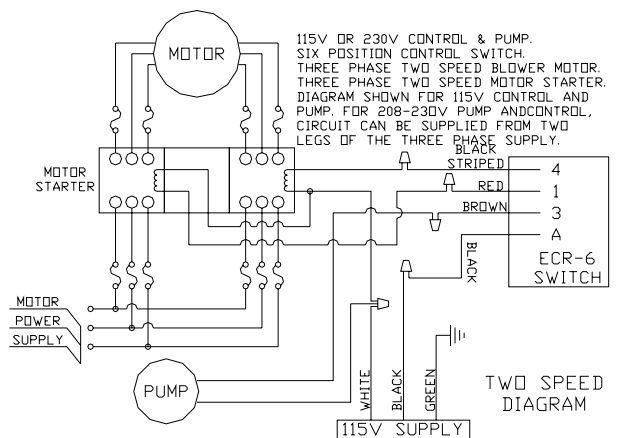 MOTOR
115V OR 230V CONTROL & PUMP.
SIX POSITION CONTROL SWITCH.
THREE PHASE TWO SPEED BLOWER MOTOR.
THREE PHASE TWO SPEED MOTOR STARTER.
DIAGRAM SHOWN FOR 115V CONTROL AND
PUMP. FOR 208-230V PUMP ANDCONTROL,
CIRCUIT CAN BE SUPPLIED FROM TWO
LEGS OF THE THREE PHASE SUPPLY.
MOTOR
STARTER
BLACK
STRIPED
4
RED
1
BROWN
3
A
BLACK
ECR-6
SWITCH
MOTOR
POWER
SUPPLY
PUMP
WHITE
BLACK
GREEN
115V SUPPLY
TWO SPEED
DIAGRAM